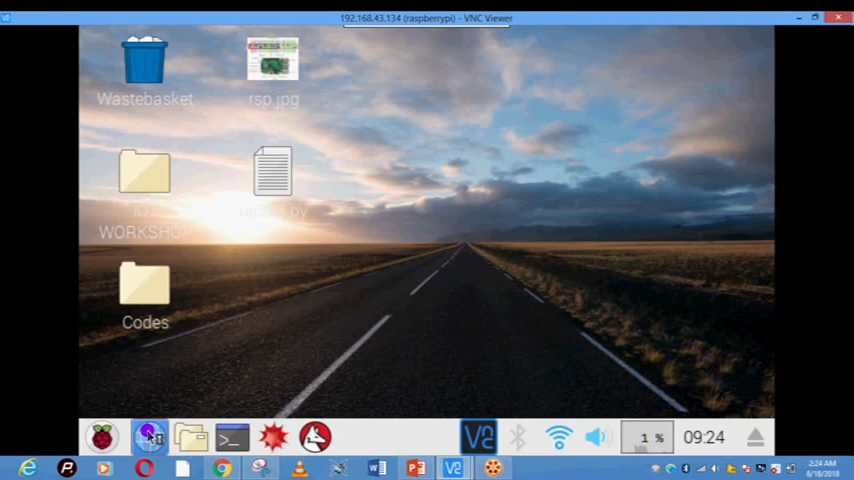 192.168.43.134 (raspberrypi) - VNC Viewer
Wastebasket
rsp.jpg
WORKSHOP
Codes
1 %
09:24
2:24 AM
8/18/2018